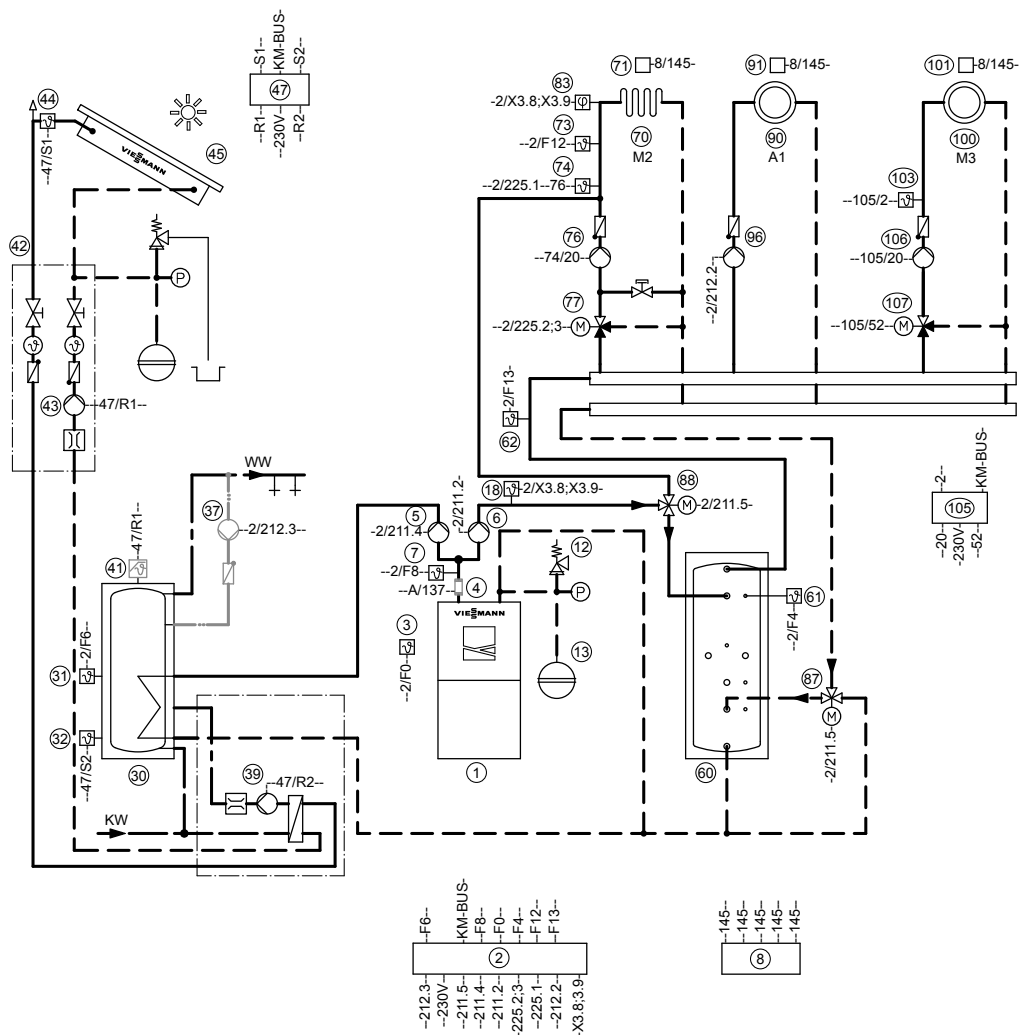 --S1--
KM-BUS-
--S2--
47
--R1--
--230V--
--R2--
44
--47/S1--
VIESSMANN
45
71
-8/145-
91
-8/145-
101
-8/145-
83
-2/X3.8;X3.9-
φ
70
M2
90
A1
100
M3
73
--2/F12--
ϑ
74
--2/225.1--76-
ϑ
103
--105/2--
ϑ
42
P
76
--74/20--
96
--2/212.2--
106
--105/20--
77
--2/225.2;3--
M
107
--105/52--
M
ϑ
ϑ
43
--47/R1--
--2/F13-
ϑ
62
WW
37
--2/212.3--
41
--47/R1--
5
-2/211.4-
--2/211.2-
6
18
ϑ
-2/X3.8;X3.9-
88
M
-2/211.5-
--2--
KM-BUS-
105
--20--
-230V-
--52--
7
--2/F8--
ϑ
4
--A/137--
12
P
VIESSMANN
3
ϑ
--2/F0--
13
61
ϑ
--2/F4--
31
--2/F6--
ϑ
32
ϑ
--47/S2--
30
1
60
87
M
-2/211.5-
39
--47/R2--
KW
--F6--
-KM-BUS-
--F8--
--F0--
--F4--
--F12--
--F13-
2
--212.3--
--230V--
--211.5--
--211.4--
--211.2--
-225.2;3--
--225.1--
--212.2--
-X3.8;3.9-
-145-
-145-
-145-
-145-
-145-
8